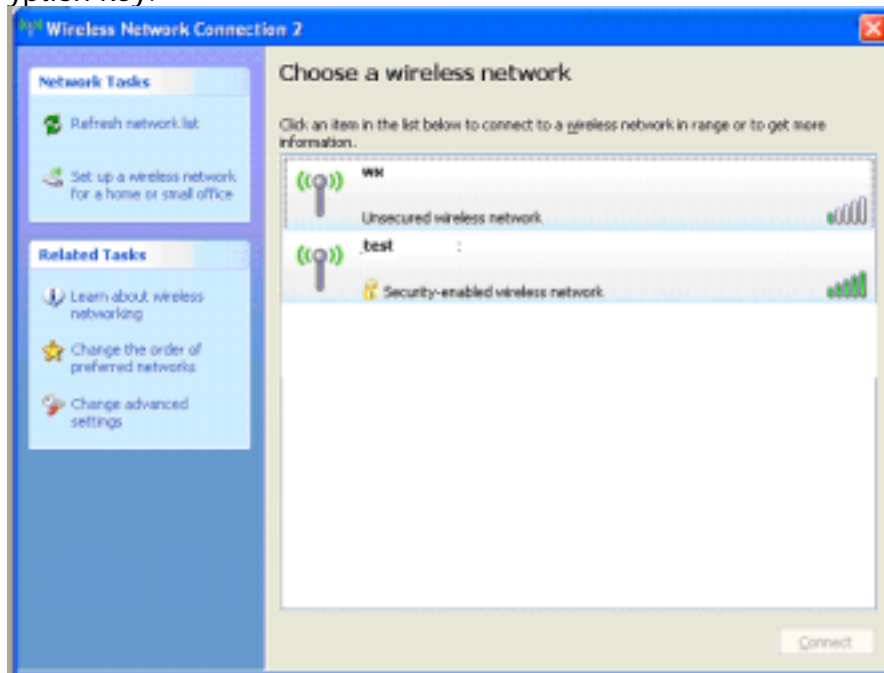 yption key.
Wireless Network Connection 2
Network Tasks
Refresh network list
Set up a wireless network
for a home or small office
Related Tasks
Learn about wireless
networking
Change the order of
preferred networks
Change advanced
settings
Choose a wireless network
Click an item in the list below to connect to a wireless network in range or to get more
information.
Unsecured wireless network
_test :
Security-enabled wireless network
Connect